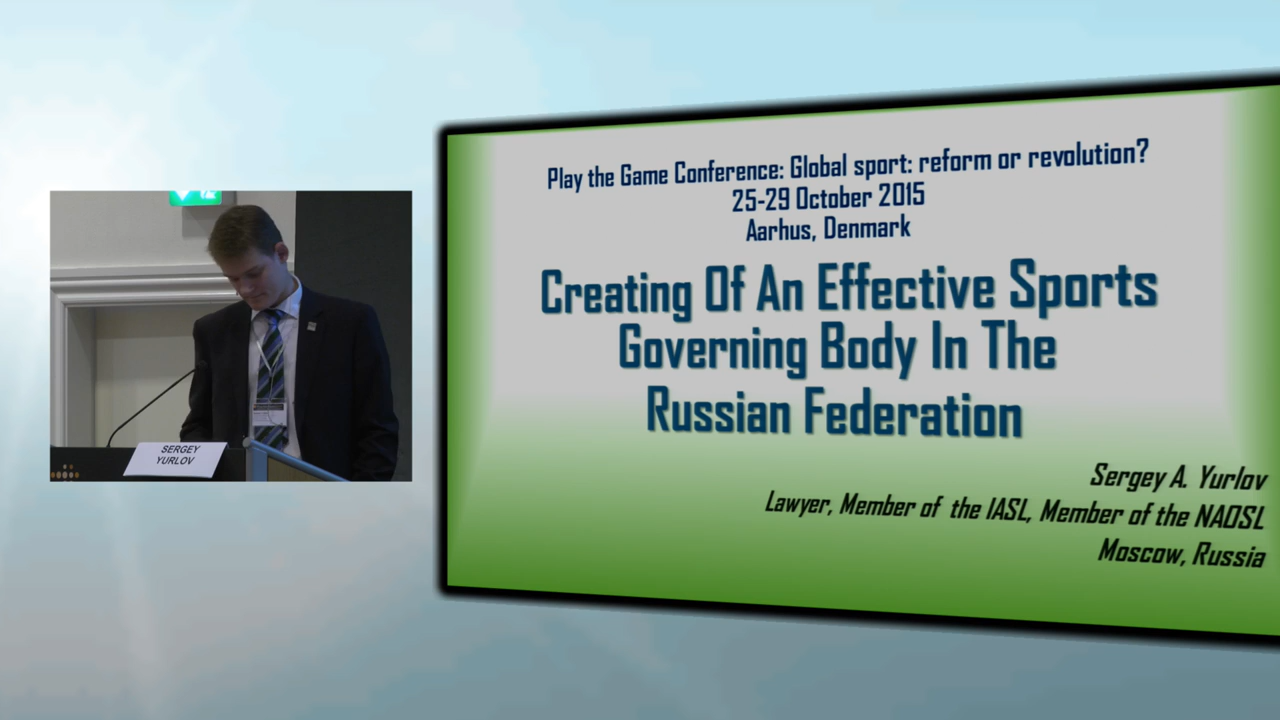 SERGEY
YURLOV
Play the Game Conference: Global sport: reform or revolution?
25-29 October 2015
Aarhus, Denmark
Creating Of An Effective Sports
Governing Body In The
Russian Federation
Sergey A. Yurlov
Lawyer, Member of the IASL, Member of the NAOSL
Moscow, Russia